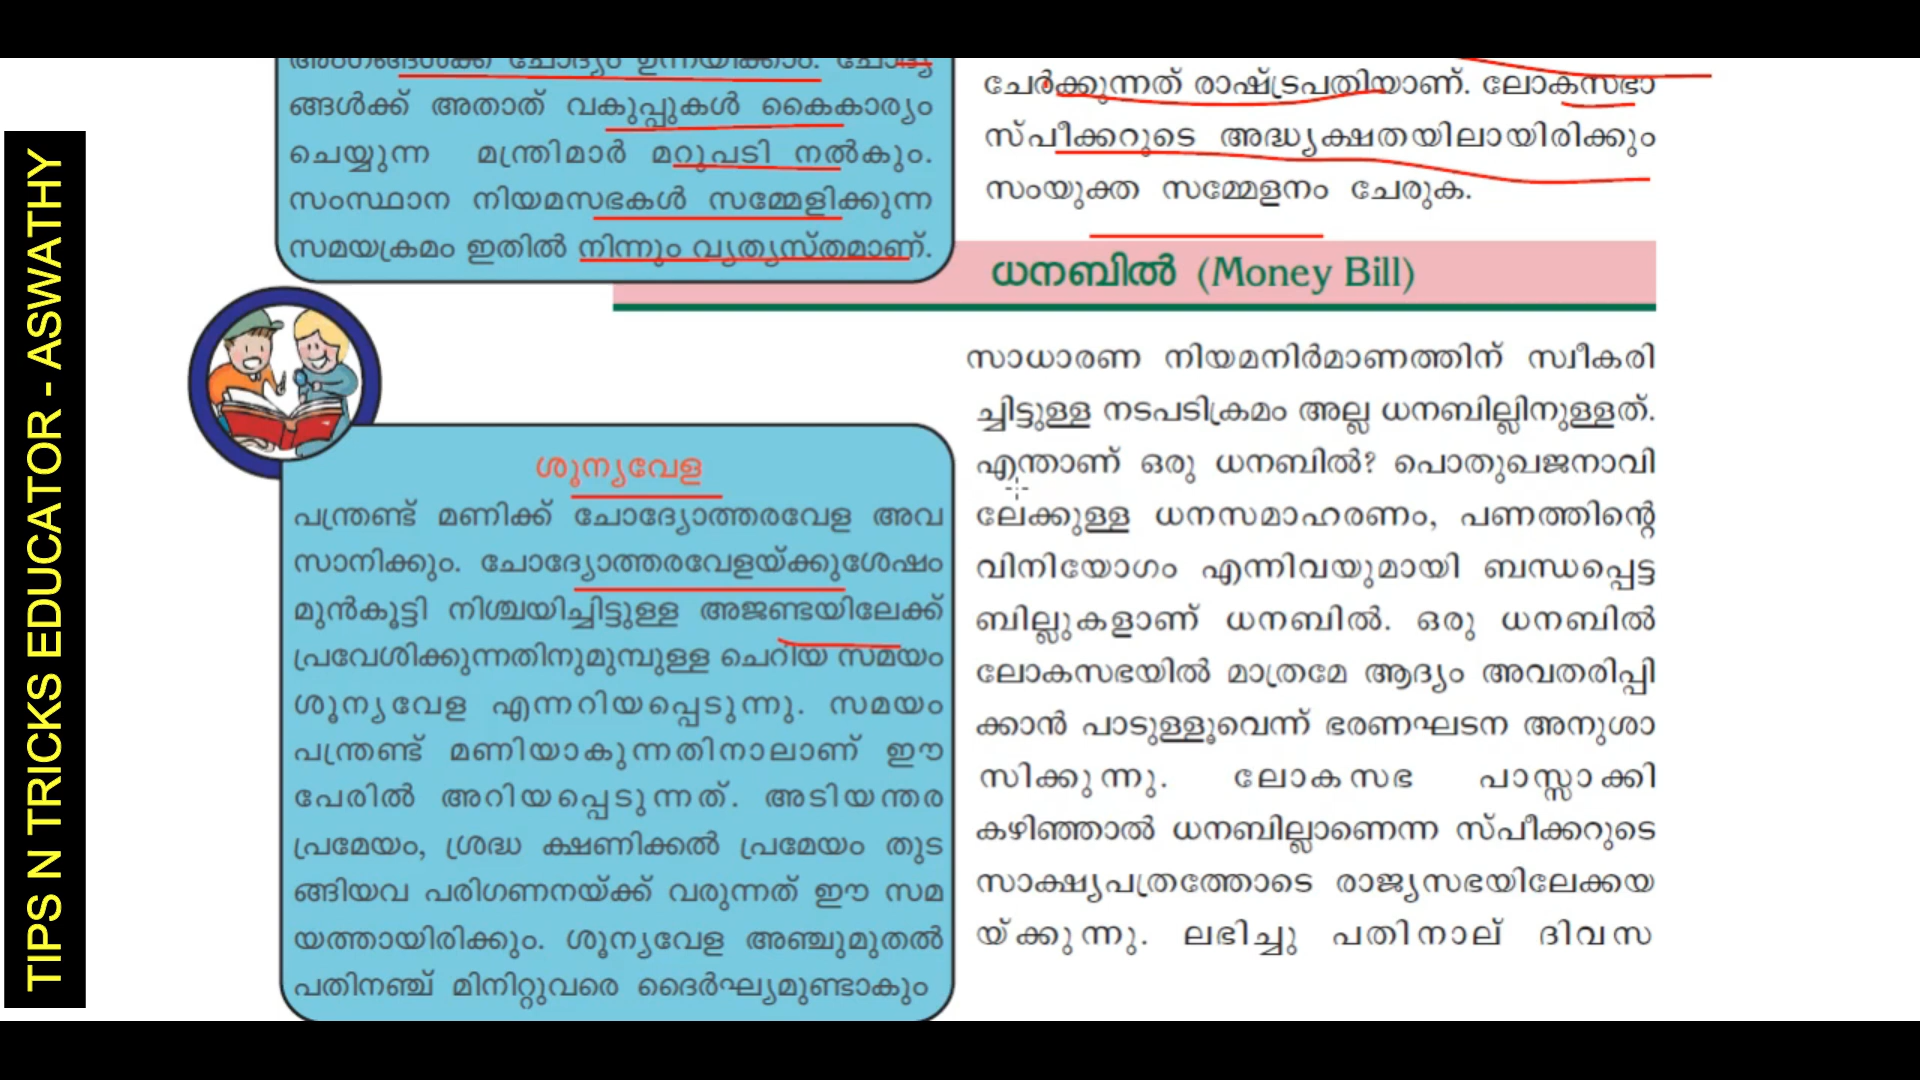 TIPS N TRICKS EDUCATOR - ASWATHY
അംഗങ്ങൾക്ക് ചോദ്യം ഉന്നയിക്കാം. ചോദ്യ
ങ്ങൾക്ക് അതാത് വകുപ്പുകൾ കൈകാര്യം
ചെയ്യുന്ന മന്ത്രിമാർ മറുപടി നൽകും.
സംസ്ഥാന നിയമസഭകൾ സമ്മേളിക്കുന്ന
സമയക്രമം ഇതിൽ നിന്നും വ്യത്യസ്തമാണ്.
ശൂന്യവേള
പന്ത്രണ്ട് മണിക്ക് ചോദ്യോത്തരവേള അവ
സാനിക്കും. ചോദ്യോത്തരവേളയ്ക്കുശേഷം
മുൻകൂട്ടി നിശ്ചയിച്ചിട്ടുള്ള അജണ്ടയിലേക്ക്
പ്രവേശിക്കുന്നതിനുമുമ്പുള്ള ചെറിയ സമയം
ശൂന്യവേള എന്നറിയപ്പെടുന്നു. സമയം
പന്ത്രണ്ട് മണിയാകുന്നതിനാലാണ് ഈ
പേരിൽ അറിയപ്പെടുന്നത്. അടിയന്തര
പ്രമേയം, ശ്രദ്ധ ക്ഷണിക്കൽ പ്രമേയം തുട
ങ്ങിയവ പരിഗണനയ്ക്ക് വരുന്നത് ഈ സമ
യത്തായിരിക്കും. ശൂന്യവേള അഞ്ചുമുതൽ
പതിനഞ്ച് മിനിറ്റുവരെ ദൈർഘ്യമുണ്ടാകും
ചേർക്കുന്നത് രാഷ്ട്രപതിയാണ്. ലോകസഭാ
സ്പീക്കറുടെ അദ്ധ്യക്ഷതയിലായിരിക്കും
സംയുക്ത സമ്മേളനം ചേരുക.
ധനബിൽ (Money Bill)
സാധാരണ നിയമനിർമാണത്തിന് സ്വീകരി
ച്ചിട്ടുള്ള നടപടിക്രമം അല്ല ധനബില്ലിനുള്ളത്.
എന്താണ് ഒരു ധനബിൽ? പൊതുഖജനാവി
ലേക്കുള്ള ധനസമാഹരണം, പണത്തിന്റെ
വിനിയോഗം എന്നിവയുമായി ബന്ധപ്പെട്ട
ബില്ലുകളാണ് ധനബിൽ. ഒരു ധനബിൽ
ലോകസഭയിൽ മാത്രമേ ആദ്യം അവതരിപ്പി
ക്കാൻ പാടുള്ളൂവെന്ന് ഭരണഘടന അനുശാ
സിക്കുന്നു. ലോകസഭ പാസ്സാക്കി
കഴിഞ്ഞാൽ ധനബില്ലാണെന്ന സ്പീക്കറുടെ
സാക്ഷ്യപത്രത്തോടെ രാജ്യസഭയിലേക്കയ
യ്ക്കുന്നു. ലഭിച്ചു പതിനാല് ദിവസ